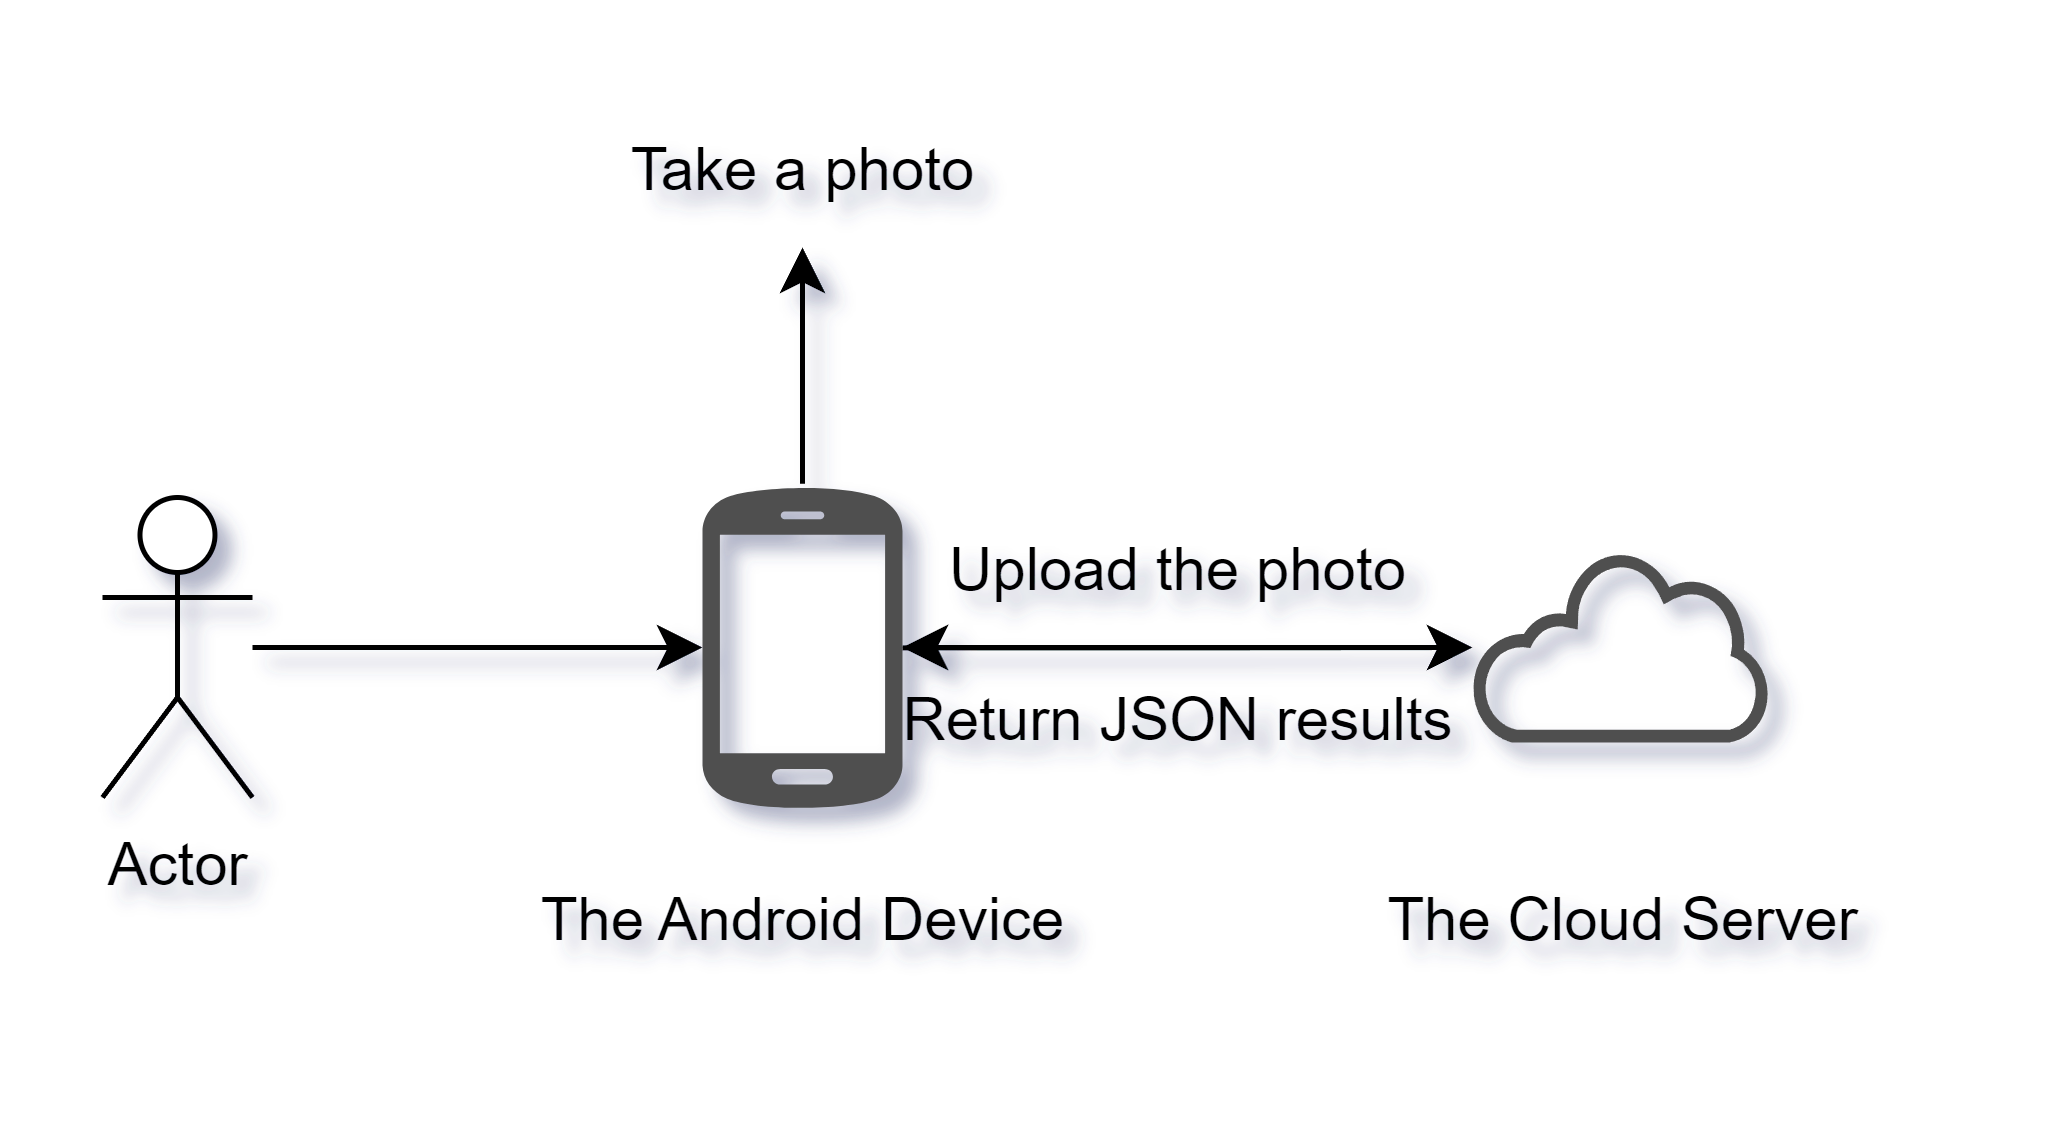 Take a photo
Upload the photo
Return JSON results
Actor
The Android Device
The Cloud Server